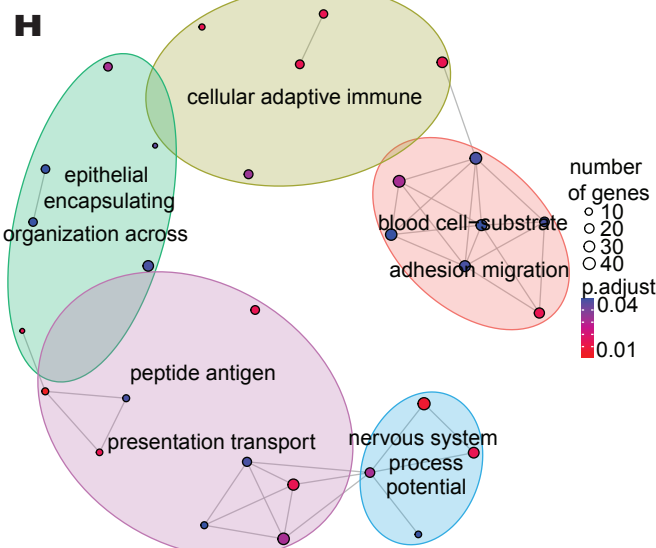 H
cellular adaptive immune
epithelial
encapsulating
organization across
blood cell-substrate
adhesion migration
number
of genes
10
20
30
40
p.adjust
0.04
0.01
peptide antigen
presentation transport
nervous system
process
potential